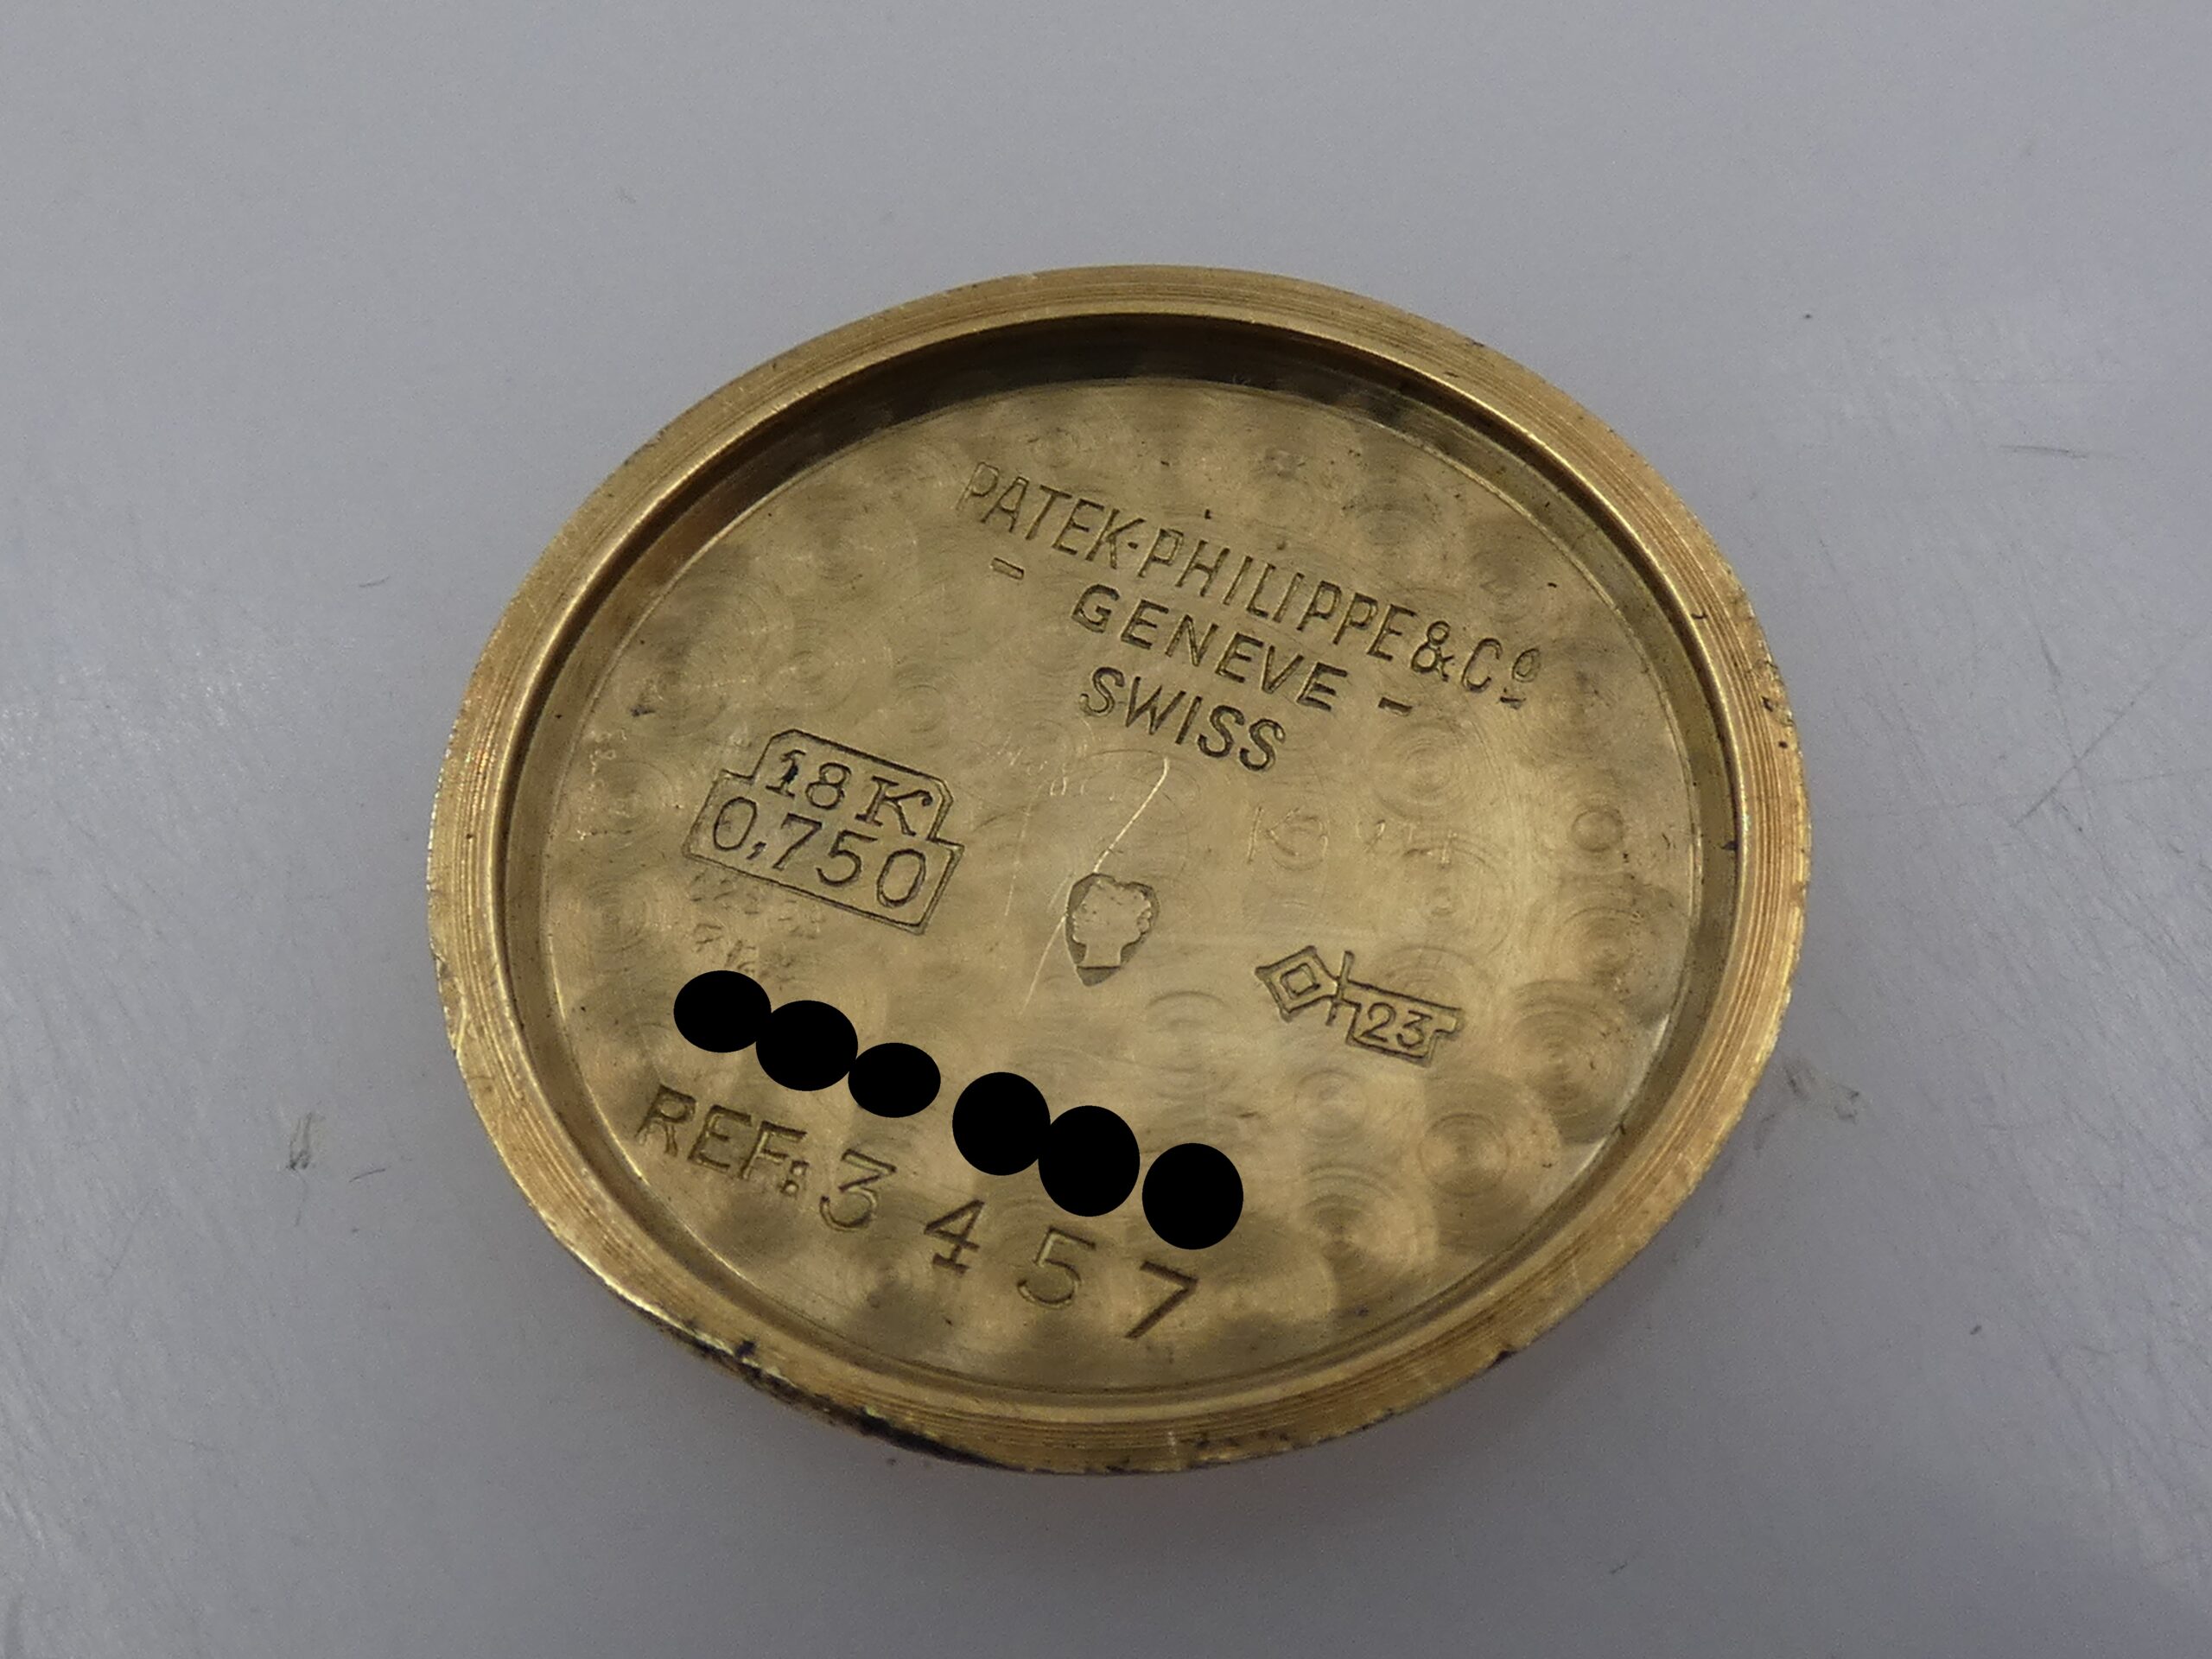 PATEK·PHILIPPE&Cº
- GENEVE -
SWISS
18K
0,750
23
REF: 3457